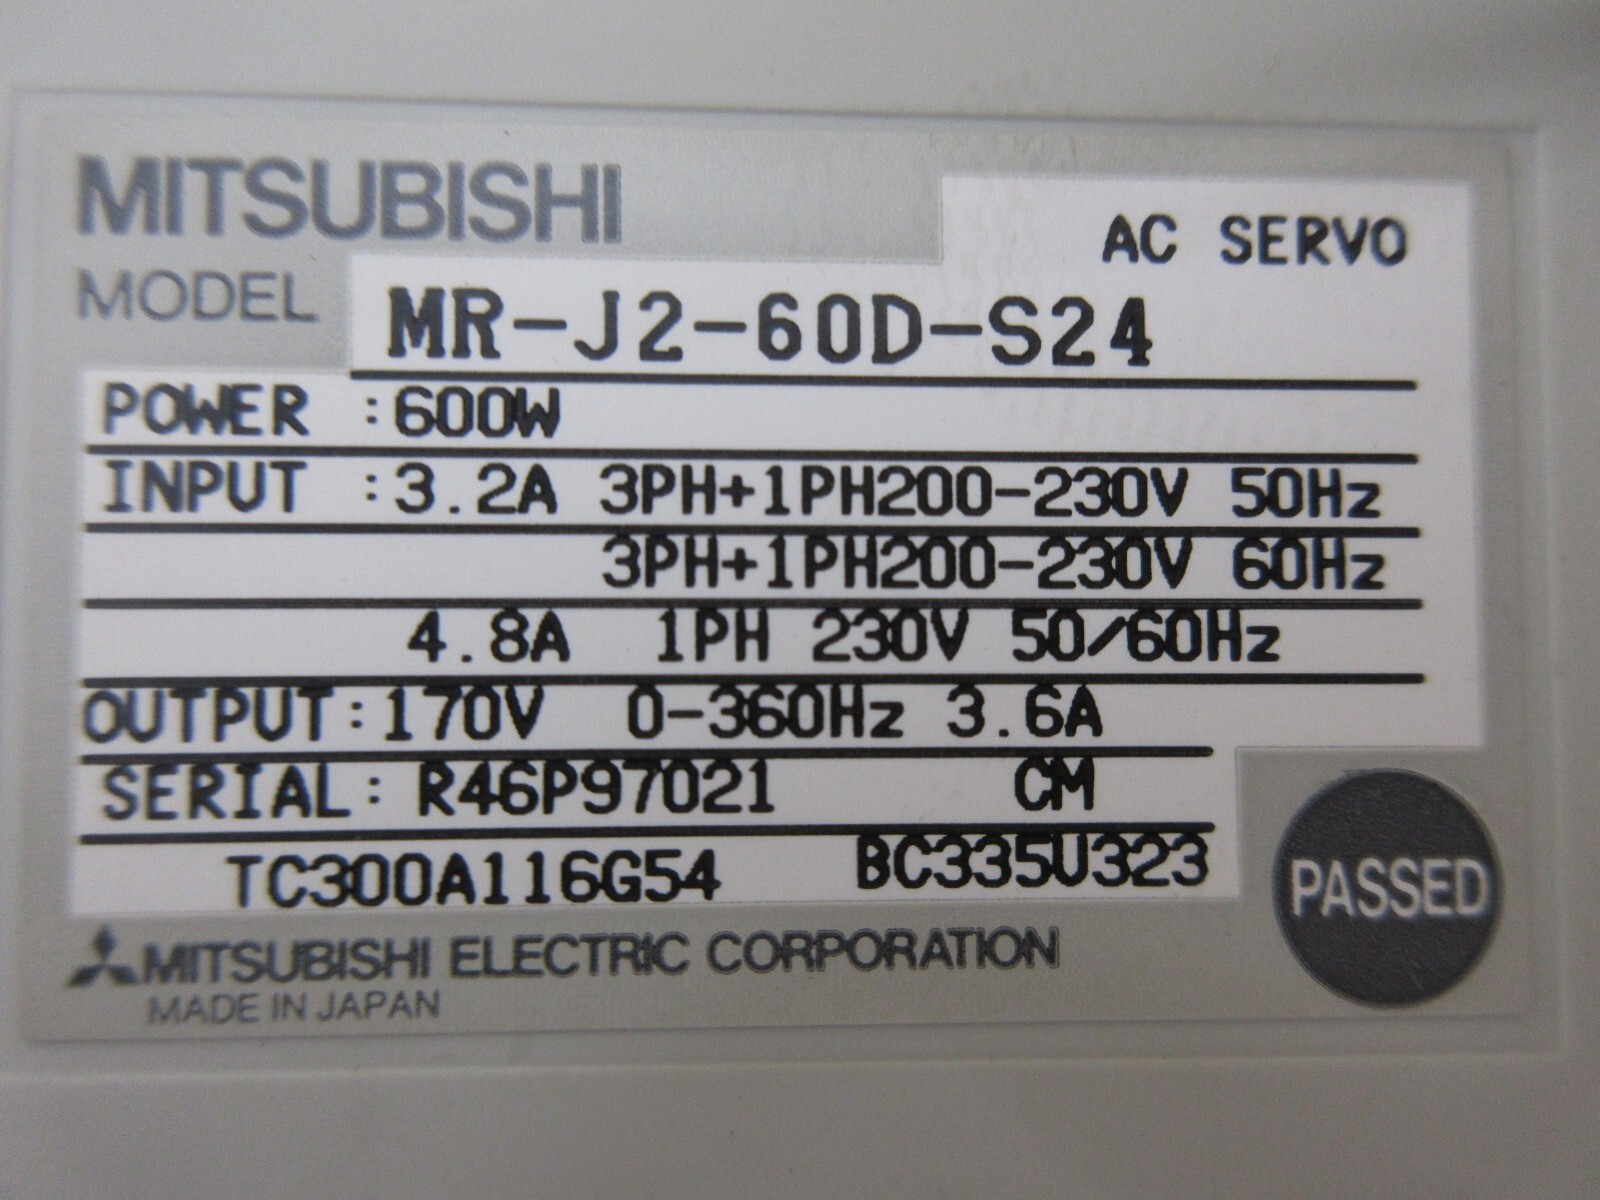 MITSUBISHI
AC SERVO
MODEL MR-J2-60D-S24
POWER :600W
INPUT :3.2A 3PH+1PH200-230V 50Hz
3PH+1PH200-230V 60Hz
4.8A 1PH 230V 50/60Hz
OUTPUT:170V 0-360Hz 3.6A
SERIAL: R46P97021 CM
TC300A116G54 BC335U323
PASSED
MITSUBISHI ELECTRIC CORPORATION
MADE IN JAPAN